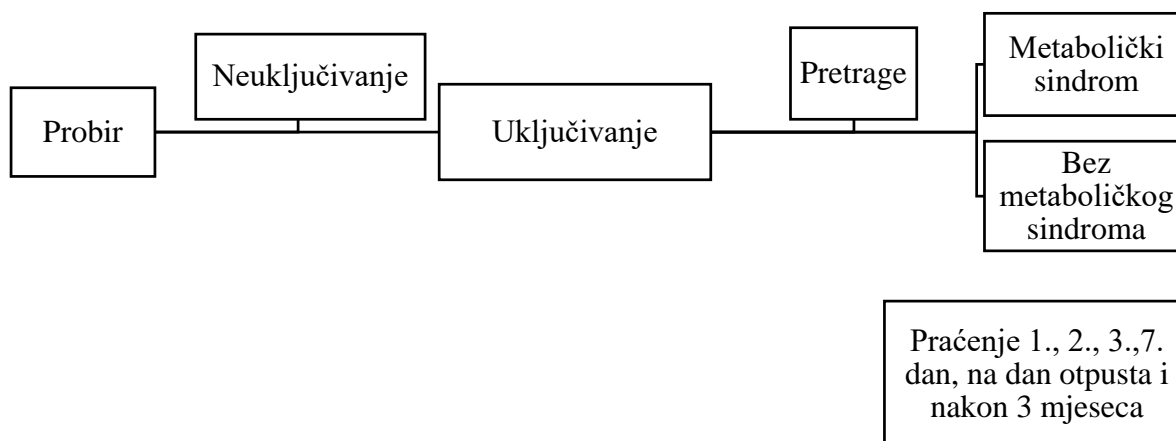 Probir
Neuključivanje
Uključivanje
Pretrage
Metabolički
sindrom
Bez
metaboličkog
sindroma
Praćenje 1., 2., 3.,7.
dan, na dan otpusta i
nakon 3 mjeseca